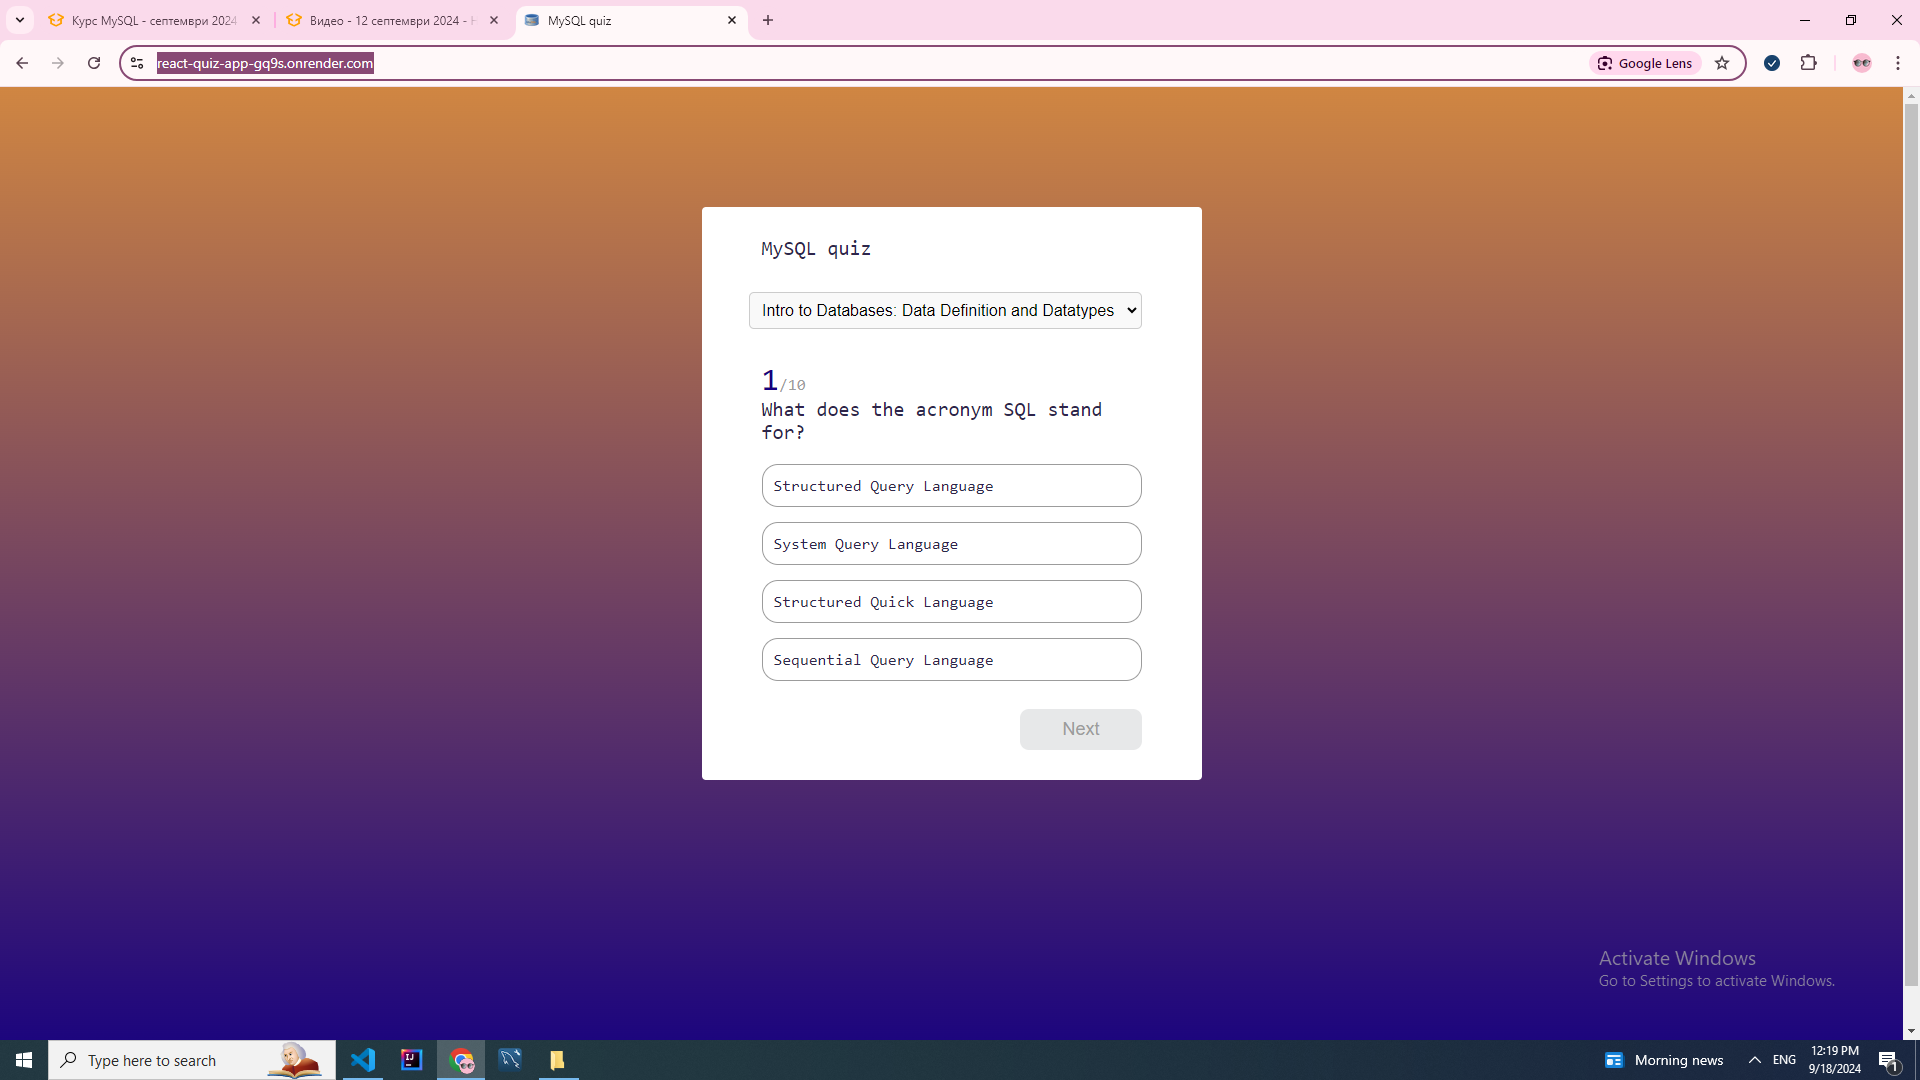 Курс MySQL - септември 2024
Видео - 12 септември 2024 -
MySQL quiz
react-quiz-app-gq9s.onrender.com
Google Lens
MySQL quiz
Intro to Databases: Data Definition and Datatypes
1/10
What does the acronym SQL stand
for?
Structured Query Language
System Query Language
Structured Quick Language
Sequential Query Language
Next
Activate Windows
Go to Settings to activate Windows.
Type here to search
Morning news
ENG
12:19 PM
9/18/2024
1